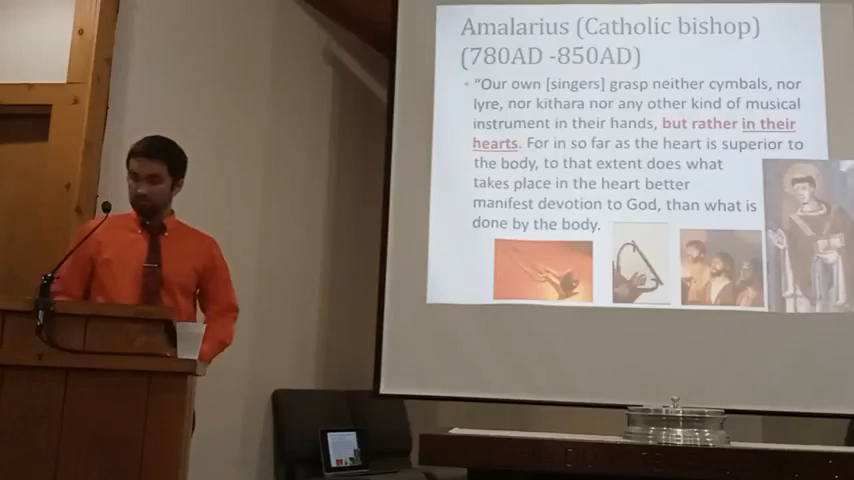 Amalarius (Catholic bishop)
(780AD -850AD)
• "Our own [singers] grasp neither cymbals, nor
lyre, nor kithara nor any other kind of musical
instrument in their hands, but rather in their
hearts. For in so far as the heart is superior to
the body, to that extent does what
takes place in the heart better
manifest devotion to God, than what is
done by the body.